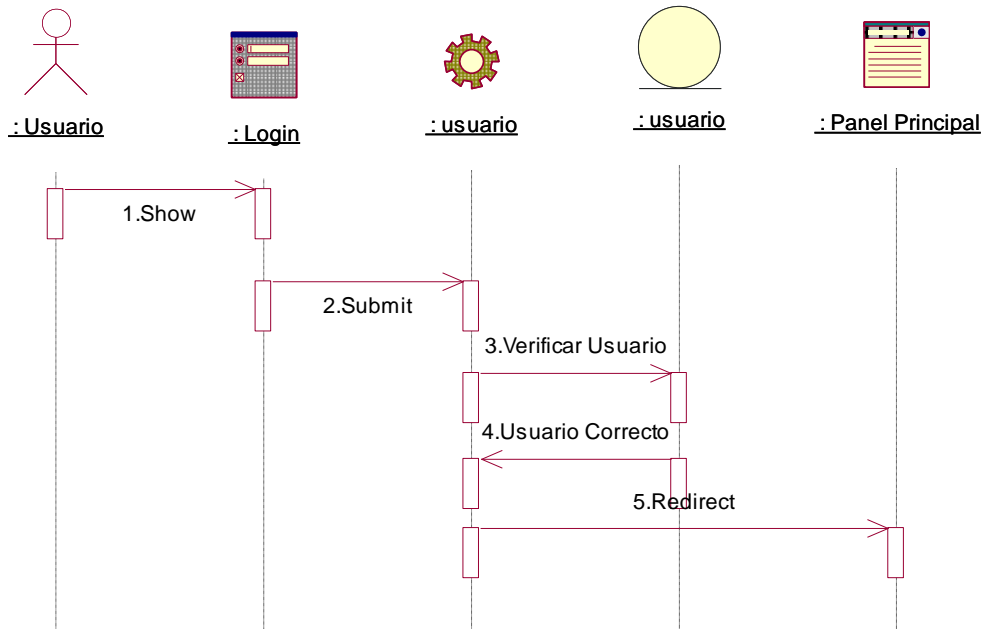 : Usuario
: Login
: usuario
: usuario
: Panel Principal
1.Show
2.Submit
3.Verificar Usuario
4.Usuario Correcto
5.Redirect